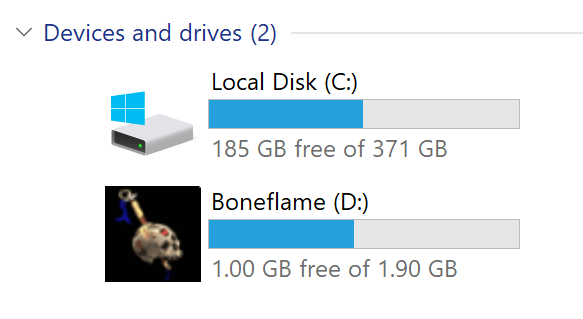 Devices and drives (2)
Local Disk (C:)
185 GB free of 371 GB
Boneflame (D:)
1.00 GB free of 1.90 GB